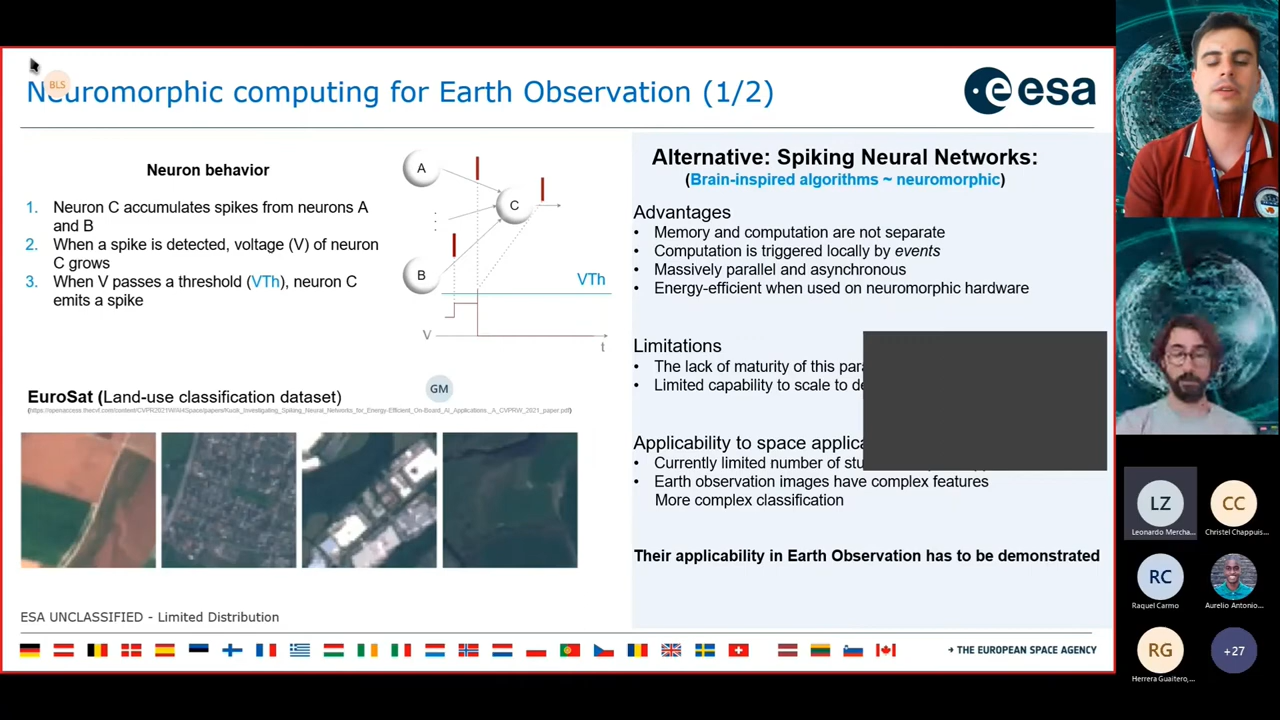 Neuromorphic computing for Earth Observation (1/2)
BLS
esa
Neuron behavior
1. Neuron C accumulates spikes from neurons A
and B
2. When a spike is detected, voltage (V) of neuron
C grows
3. When V passes a threshold (VTh), neuron C
emits a spike
A
C
B
VTh
V
t
EuroSat (Land-use classification dataset)
GM
(https://openaccess.thecvf.com/content/CVPR2021W/AI4Space/papers/Kucik_Investigating_Spiking_Neural_Networks_for_Energy-Efficient_On-Board_AI_Applications._A_CVPRW_2021_paper.pdf)
Alternative: Spiking Neural Networks:
(Brain-inspired algorithms ~ neuromorphic)
Advantages
• Memory and computation are not separate
• Computation is triggered locally by events
• Massively parallel and asynchronous
• Energy-efficient when used on neuromorphic hardware
Limitations
• The lack of maturity of this
• Limited capability to scale to
Applicability to space
• Currently limited number of
• Earth observation images have complex features
More complex classification
Their applicability in Earth Observation has to be demonstrated
ESA UNCLASSIFIED - Limited Distribution
→ THE EUROPEAN SPACE AGENCY
LZ
CC
Leonardo Mercha...
Christel Chappuis...
RC
Raquel Carmo
Aurelio Antonio...
RG
+27
Herrera Guaitero,...